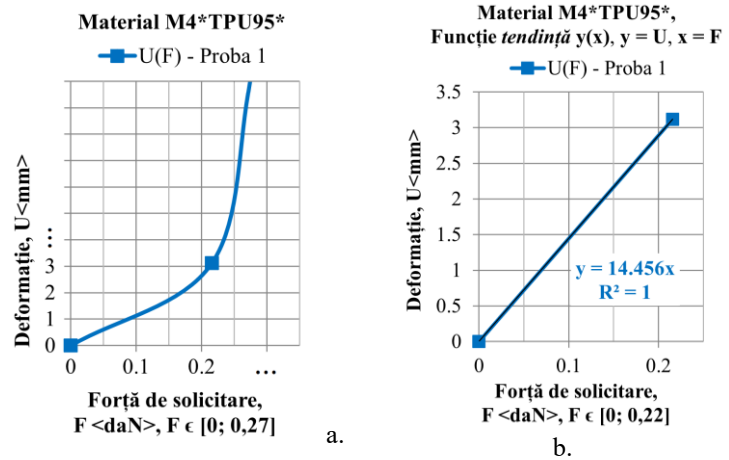 Material M4*TPU95*
U(F) - Proba 1
Deformație, U<mm>
...
3
2
1
0
0 0.1 0.2 ...
Forță de solicitare,
F <daN>, F ϵ [0; 0,27]
a.
Material M4*TPU95*,
Funcție tendință y(x), y = U, x = F
U(F) - Proba 1
Deformație, U<mm>
3.5
3
2.5
2
1.5
1
0.5
0
y = 14.456x
R² = 1
0 0.1 0.2
Forță de solicitare,
F <daN>, F ϵ [0; 0,22]
b.